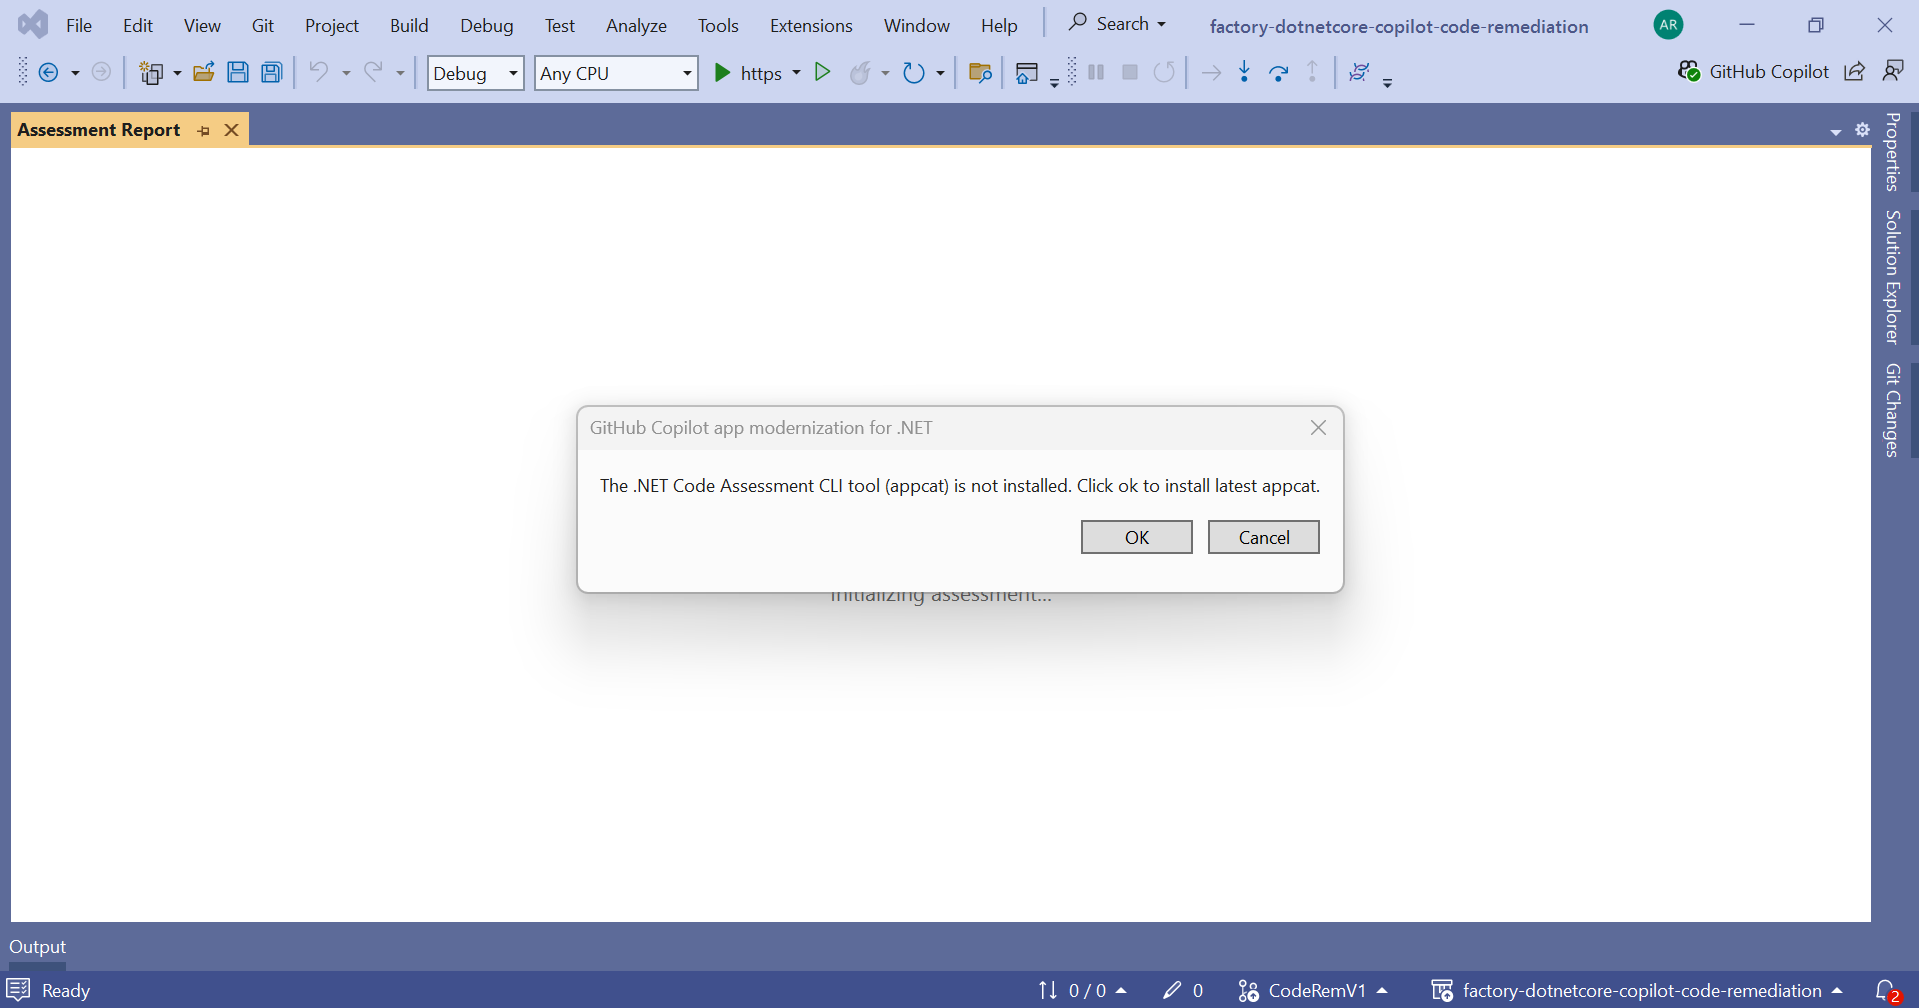 File Edit View Git Project Build Debug Test Analyze Tools Extensions Window Help Search factory-dotnetcore-copilot-code-remediation AR
Debug Any CPU https GitHub Copilot
Assessment Report
Properties
Solution Explorer
Git Changes
GitHub Copilot app modernization for .NET
The .NET Code Assessment CLI tool (appcat) is not installed. Click ok to install latest appcat.
OK Cancel
Initializing assessment...
Output
Ready 0 / 0 0 CodeRemV1 factory-dotnetcore-copilot-code-remediation 2